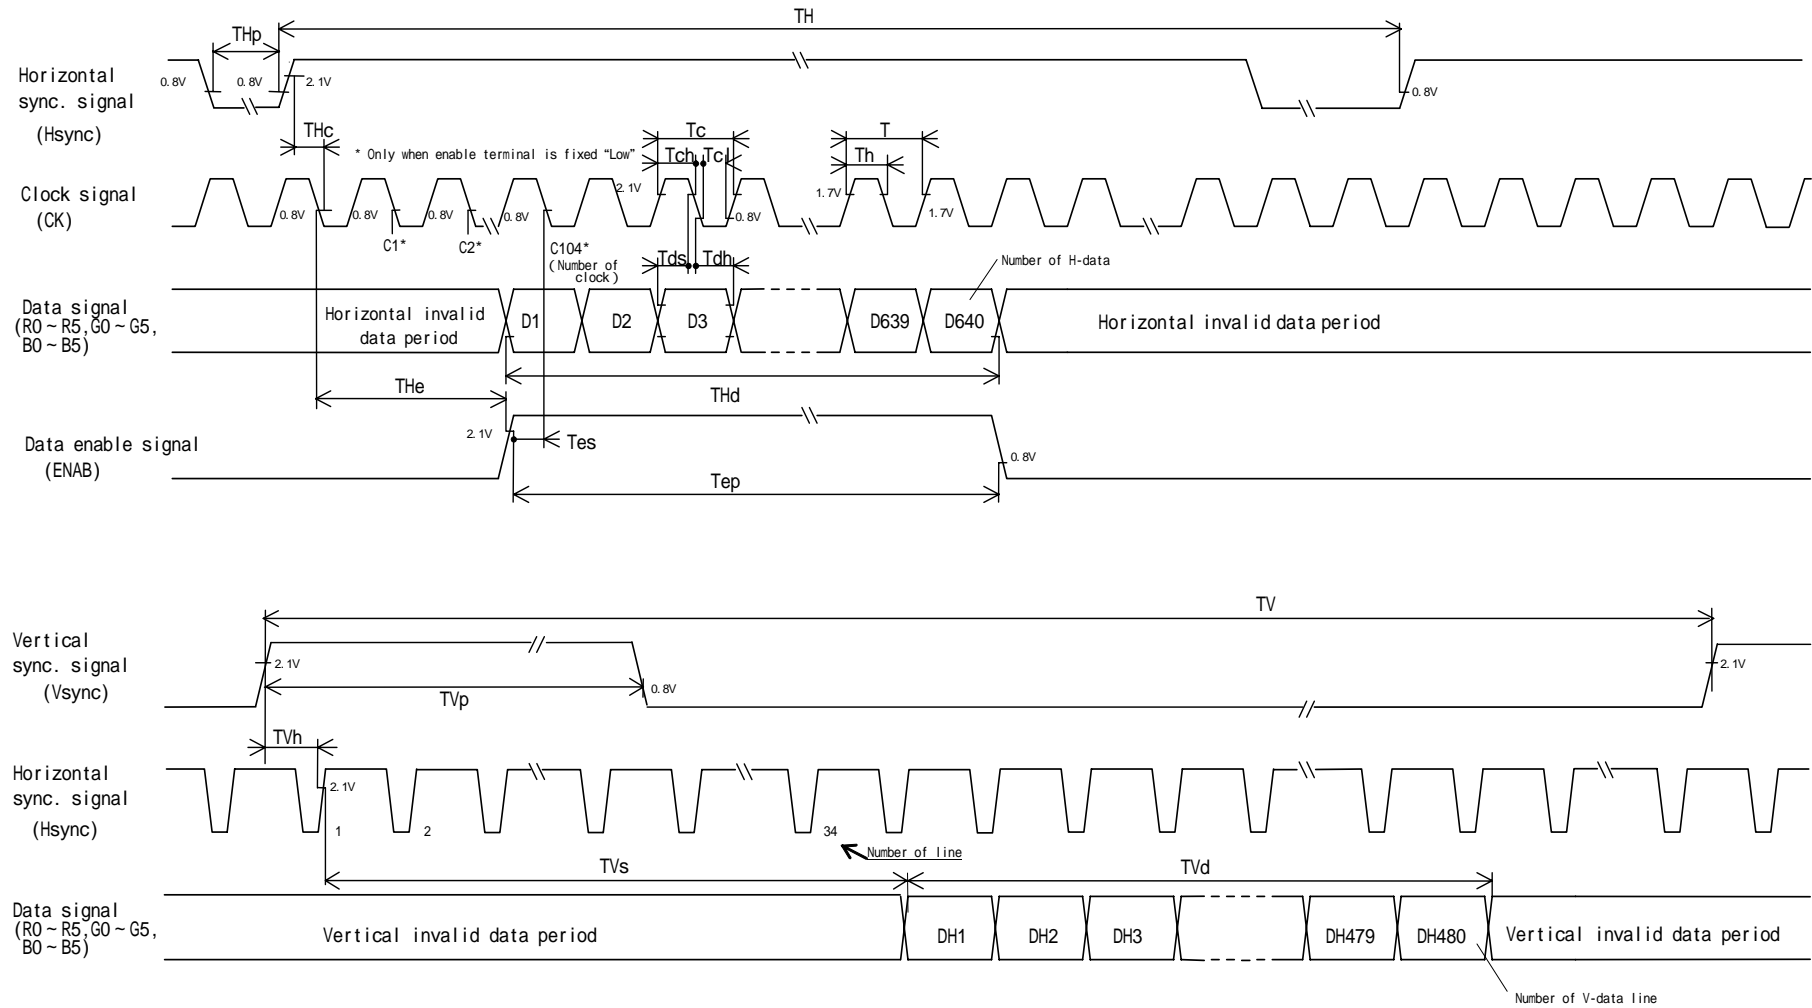 TH
THp
Horizontal
sync. signal
(Hsync)
0.8V
0.8V
2.1V
0.8V
THc
* Only when enable terminal is fixed “Low”
Tc
Tch
Tcl
T
Th
Clock signal
(CK)
0.8V
0.8V
0.8V
0.8V
2.1V
0.8V
1.7V
1.7V
C1*
C2*
C104*
(Number of
clock)
Tds
Tdh
Number of H-data
Data signal
(R0~R5,G0~G5,
B0~B5)
Horizontal invalid
data period
D1
D2
D3
D639
D640
Horizontal invalid data period
THe
THd
Data enable signal
(ENAB)
2.1V
Tes
0.8V
Tep
TV
Vertical
sync. signal
(Vsync)
2.1V
2.1V
TVp
0.8V
TVh
Horizontal
sync. signal
(Hsync)
2.1V
1
2
34
Number of line
TVs
TVd
Data signal
(R0~R5,G0~G5,
B0~B5)
Vertical invalid data period
DH1
DH2
DH3
DH479
DH480
Vertical invalid data period
Number of V-data line